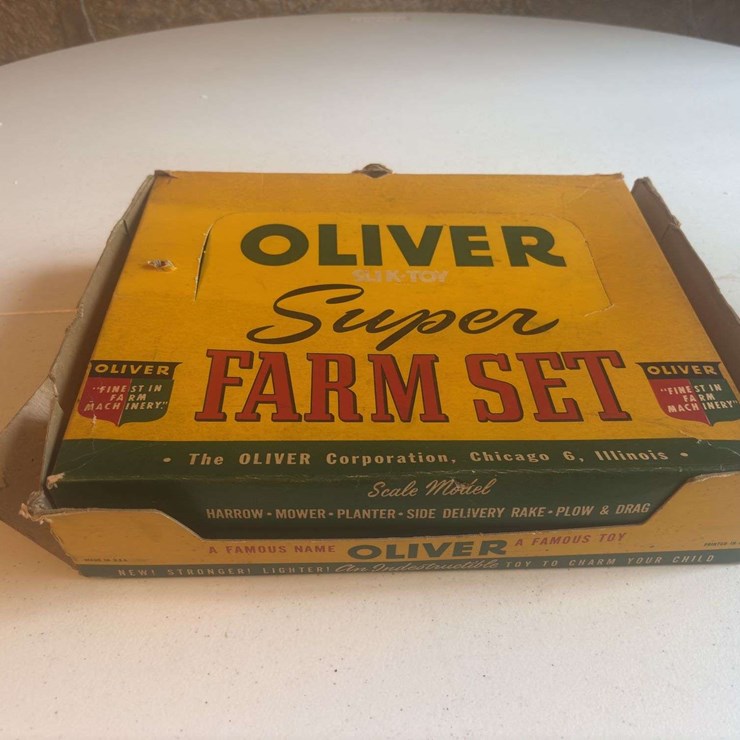 OLIVER
SLIK-TOY
Super
FARM SET
OLIVER
"FINEST IN
FARM
MACHINERY."
OLIVER
"FINEST IN
FARM
MACHINERY"
• The OLIVER Corporation, Chicago 6, Illinois •
Scale Model
HARROW • MOWER • PLANTER • SIDE DELIVERY RAKE • PLOW & DRAG
A FAMOUS NAME OLIVER A FAMOUS TOY
MADE IN U.S.A.
NEW! STRONGER! LIGHTER! An Indestructible TOY TO CHARM YOUR CHILD